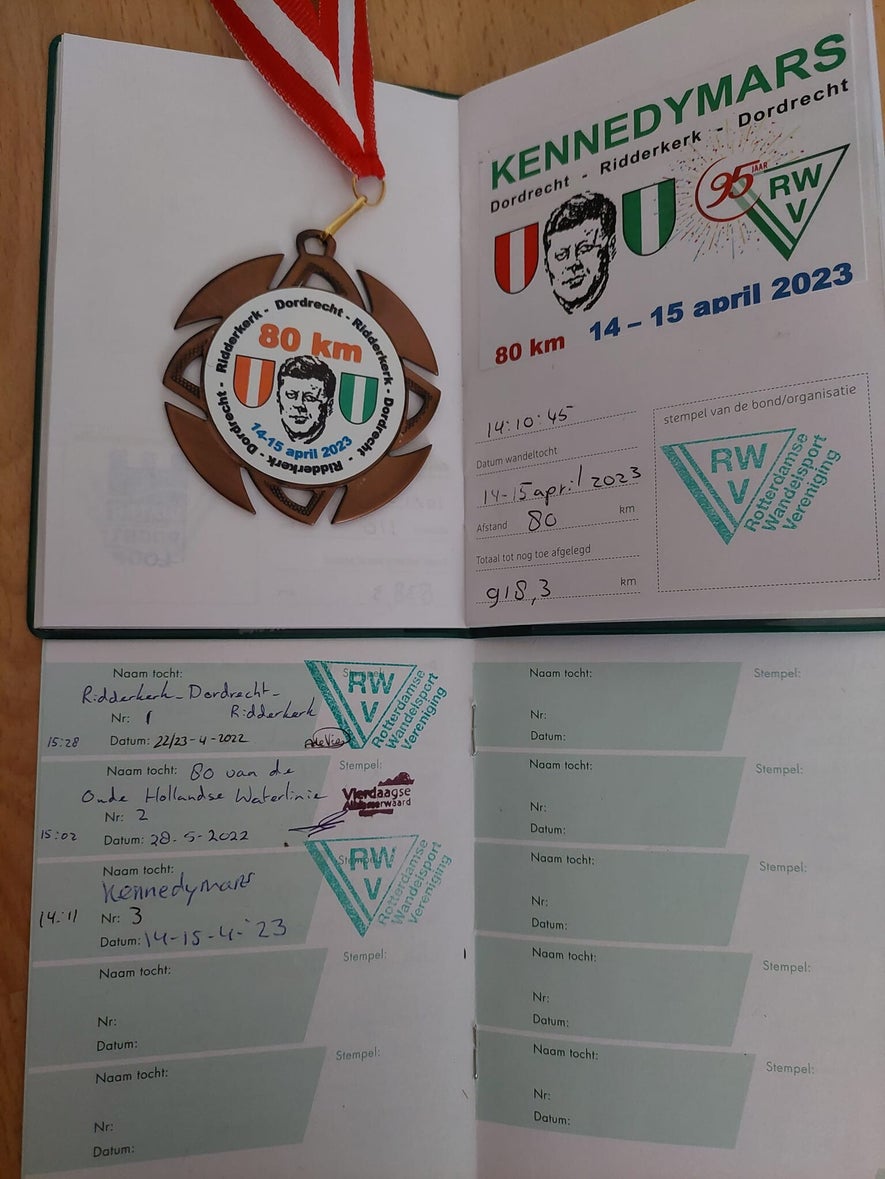 Ridderkerk - Dordrecht - Ridderkerk - Dordrecht - Ridderkerk - Dordrecht -
80 km
14-15 april 2023
KENNEDYMARS
Dordrecht - Ridderkerk - Dordrecht
95 JAAR
RW
V
80 km
14 – 15 april 2023
14:10:45
Datum wandeltocht
14-15 april 2023
Afstand 80 km
Totaal tot nog toe afgelegd
918,3 km
stempel van de bond/organisatie
RW
V
Rotterdamse
Wandelsport
Vereniging
Naam tocht:
Ridderkerk - Dordrecht -
Ridderkerk
Nr: 1
15:28
Datum: 22/23-4-2022
Stempel:
RW
V
Rotterdamse
Wandelsport
Vereniging
Naam tocht: 80 van de
Oude Hollandse Waterlinie
Nr: 2
15:02
Datum: 28-5-2022
Stempel:
Vierdaagse
Alblasserwaard
Naam tocht:
Kennedymars
14:11
Nr: 3
Datum: 14-15-4-'23
Stempel:
RW
V
Rotterdamse
Wandelsport
Vereniging
Naam tocht:
Stempel:
Nr:
Datum:
Naam tocht:
Stempel:
Nr:
Datum:
Naam tocht:
Stempel:
Nr:
Datum:
Naam tocht:
Stempel:
Nr:
Datum:
Naam tocht:
Stempel:
Nr:
Datum:
Naam tocht:
Stempel:
Nr:
Datum:
Naam tocht:
Stempel:
Nr:
Datum: